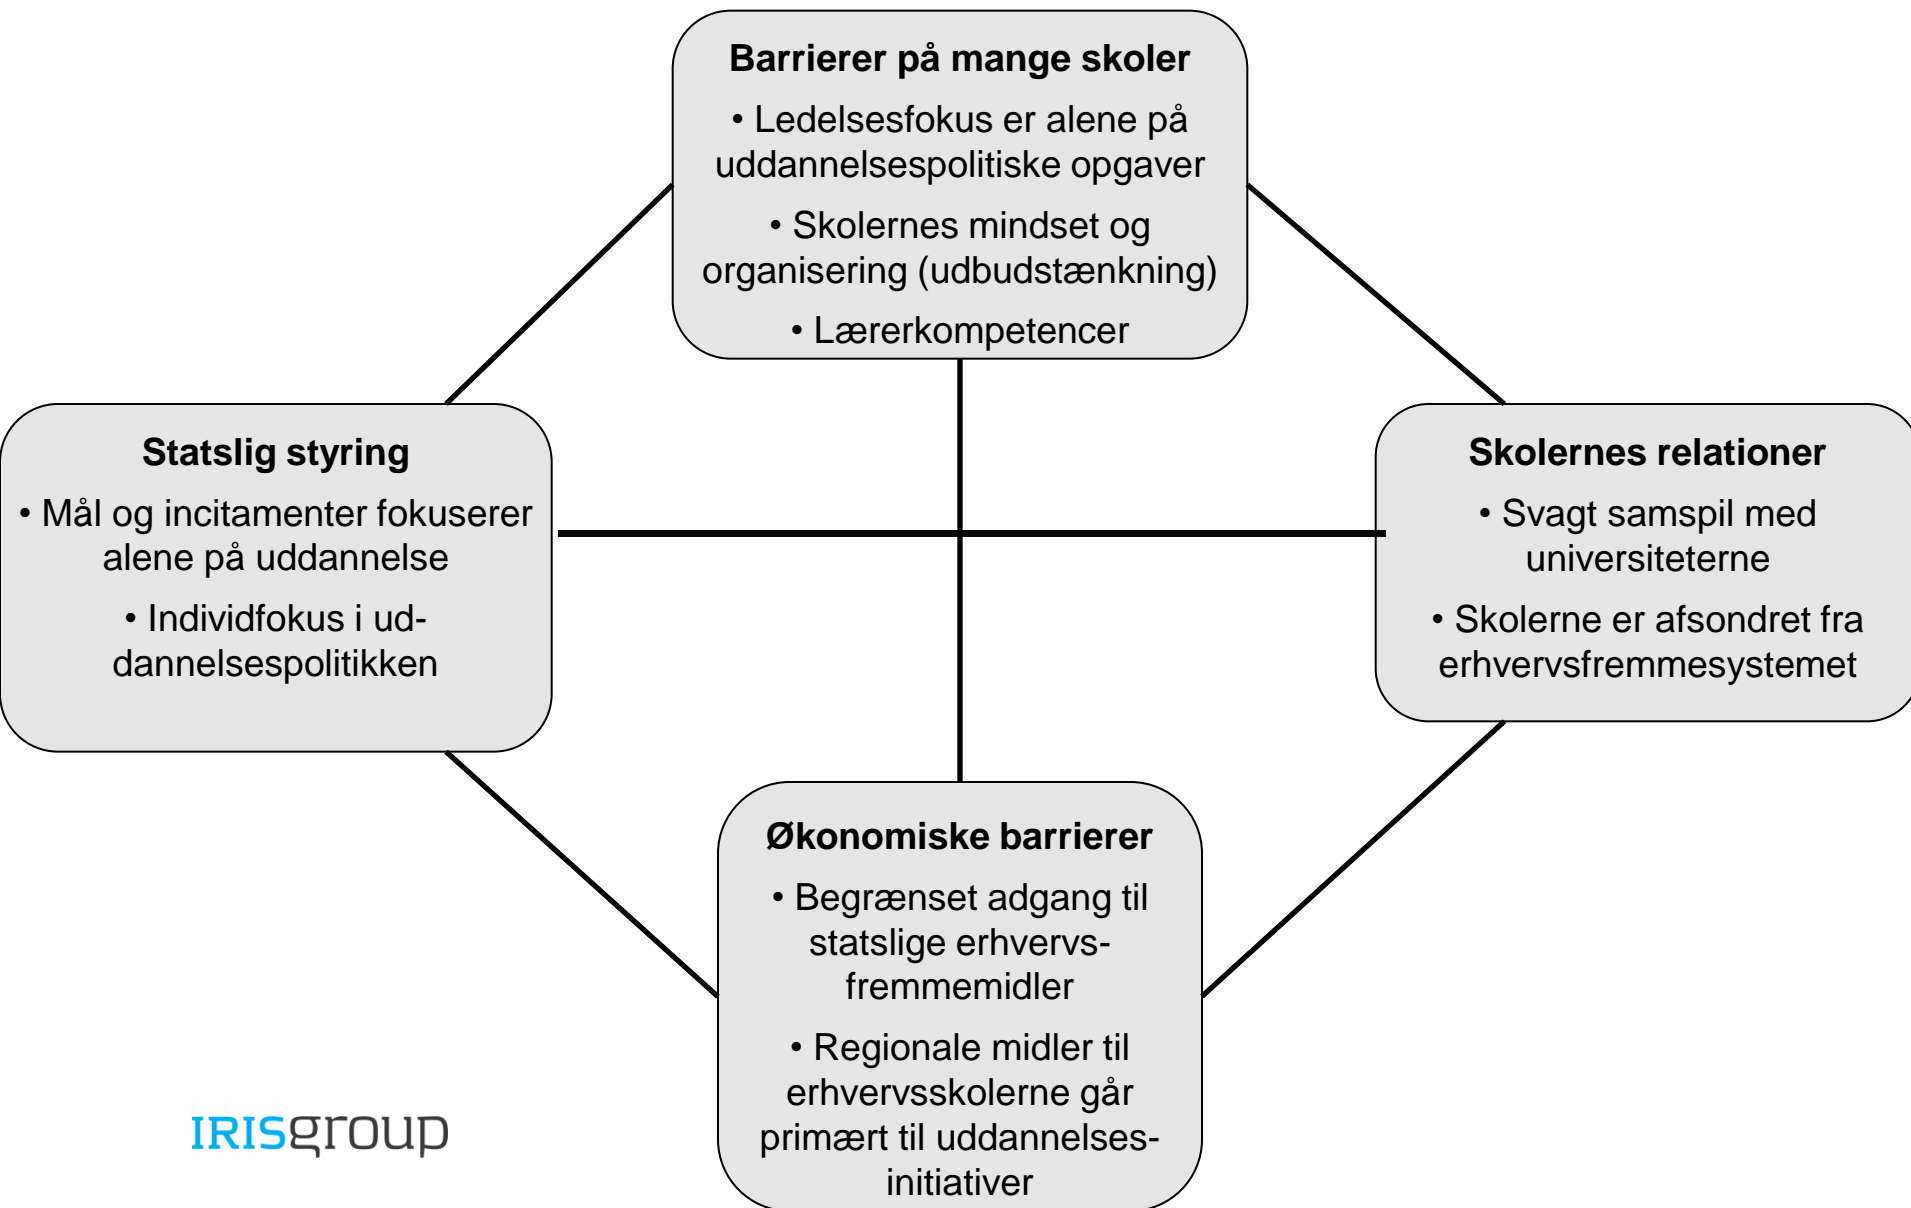 Barrierer på mange skoler
• Ledelsesfokus er alene på
uddannelsespolitiske opgaver
• Skolernes mindset og
organisering (udbudstænkning)
• Lærerkompetencer
Statslig styring
• Mål og incitamenter fokuserer
alene på uddannelse
• Individfokus i ud-
dannelsespolitikken
Skolernes relationer
• Svagt samspil med
universiteterne
• Skolerne er afsondret fra
erhvervsfremmesystemet
Økonomiske barrierer
• Begrænset adgang til
statslige erhvervs-
fremmemidler
• Regionale midler til
erhvervsskolerne går
primært til uddannelses-
initiativer
IRISgroup